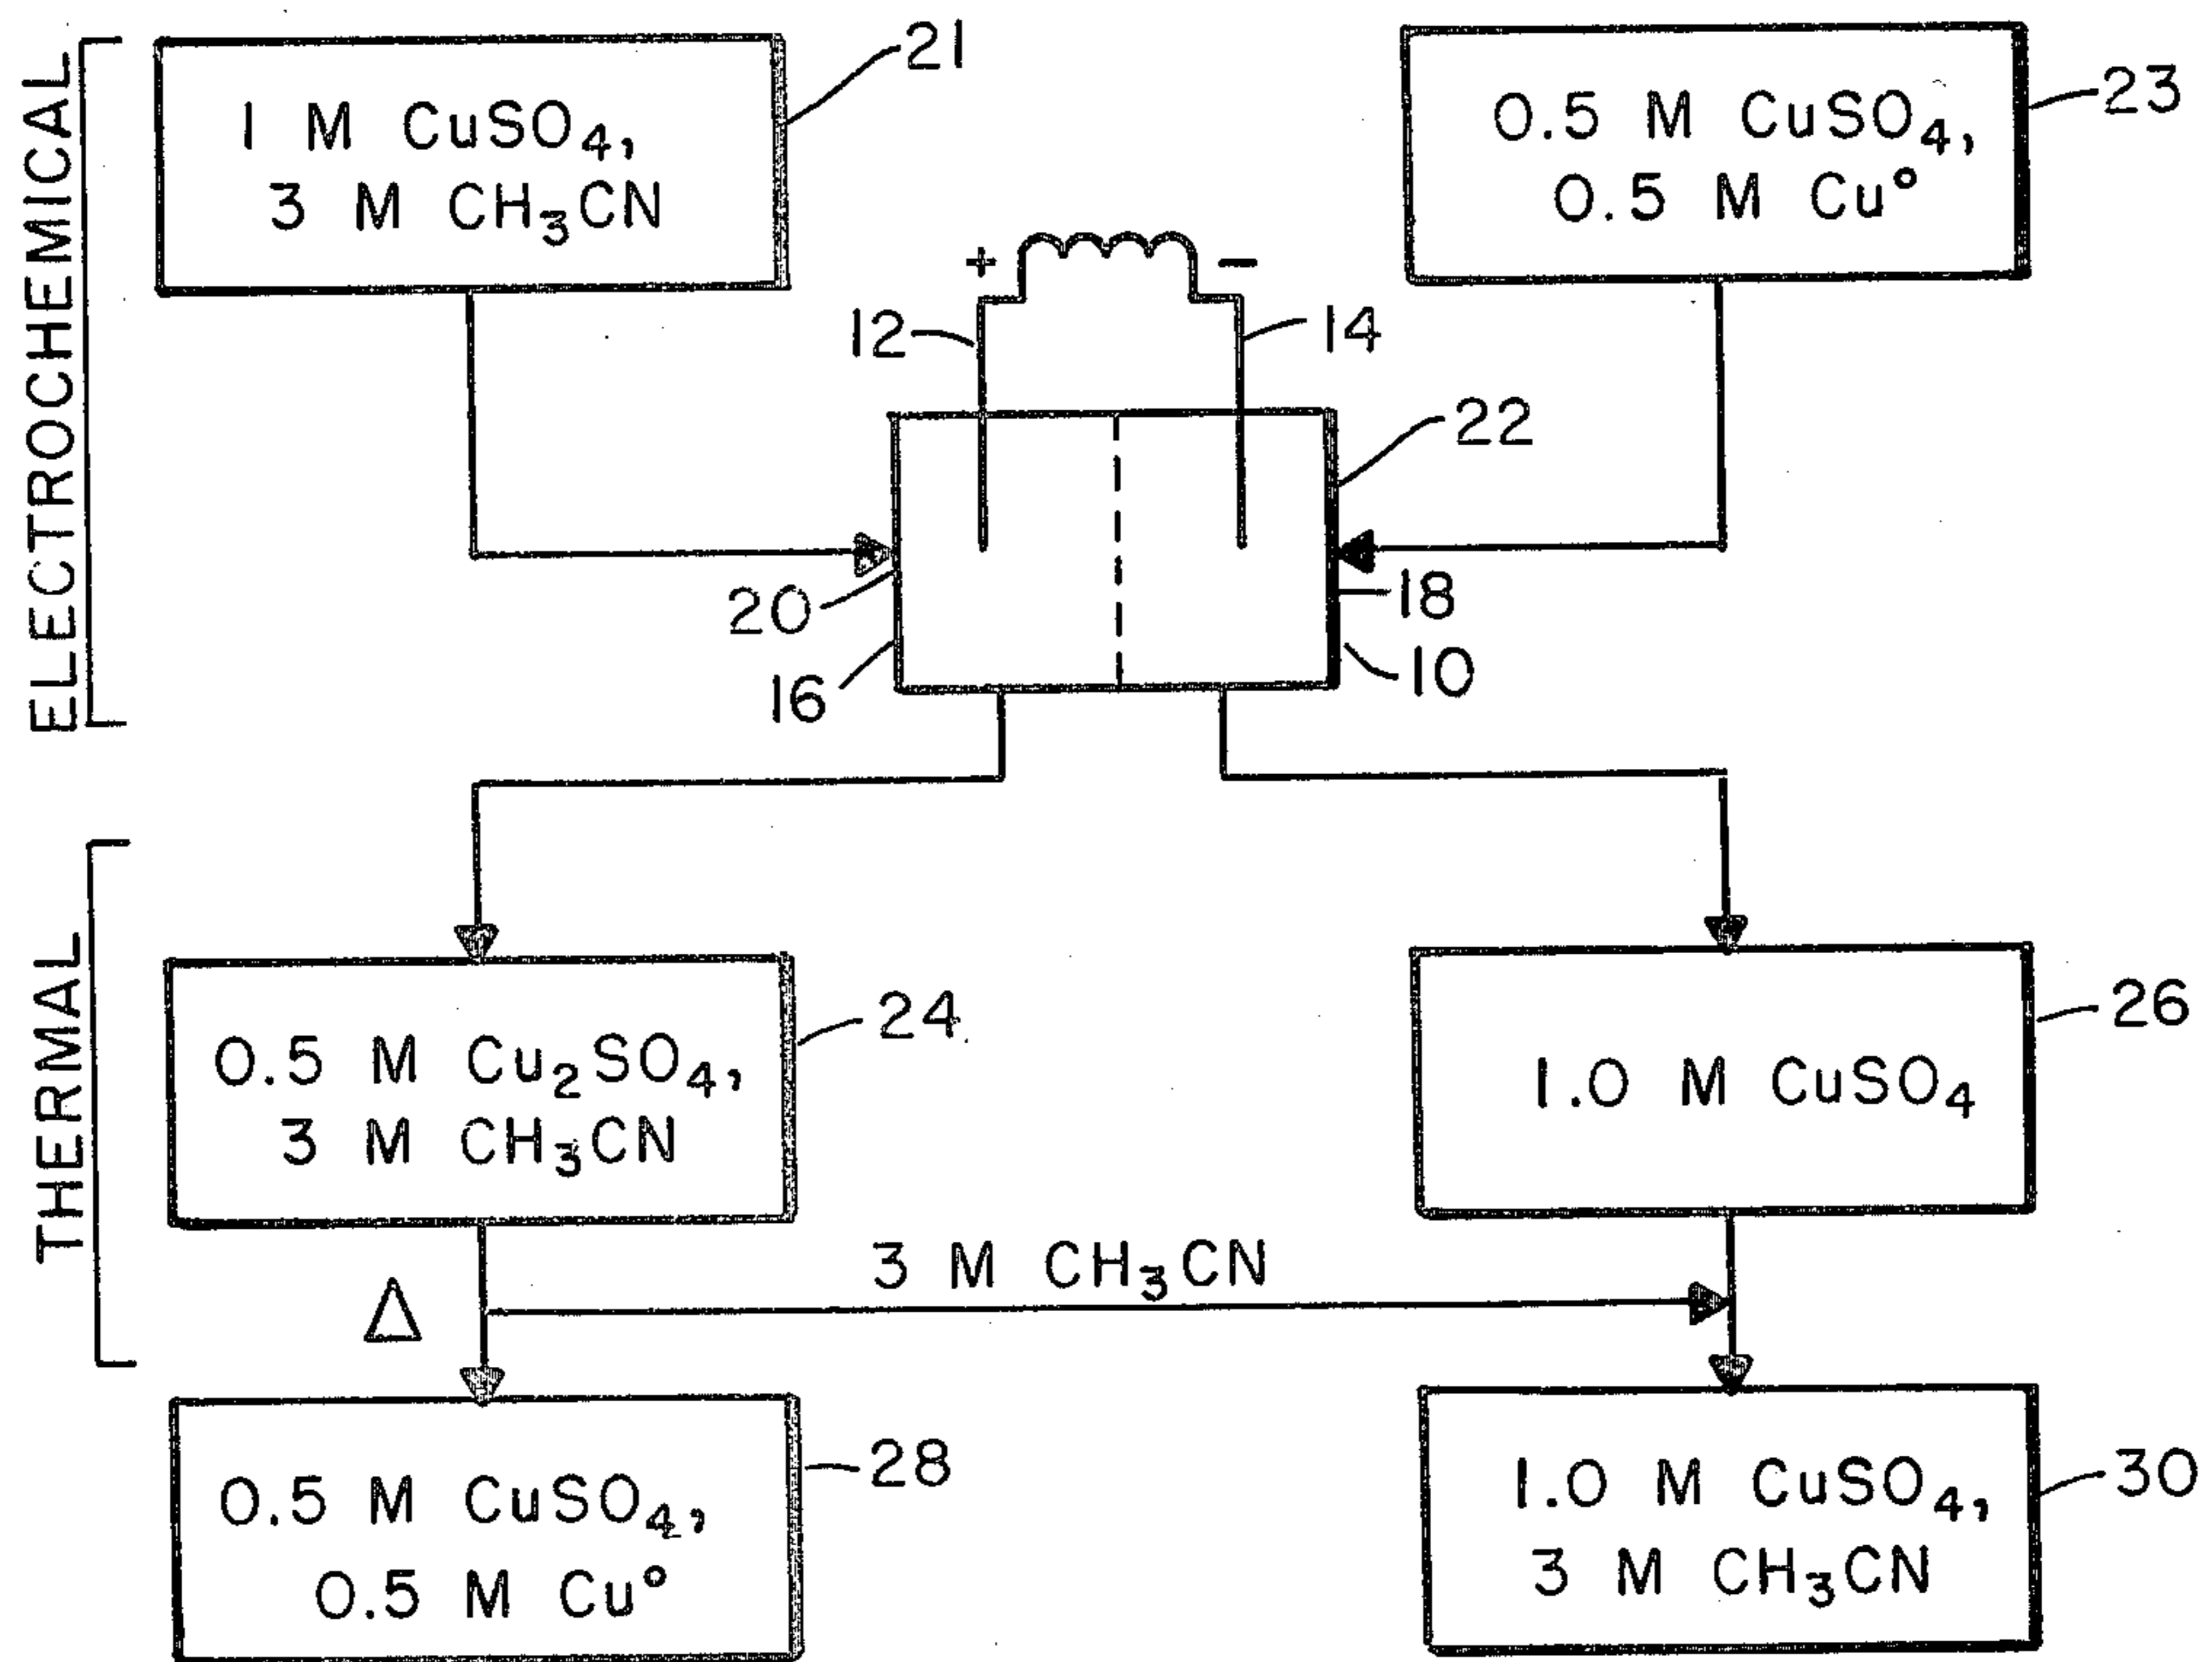 ELECTROCHEMICAL
1 M CuSO₄,
3 M CH₃CN
21
0.5 M CuSO₄,
0.5 M Cu°
23
+
−
12
14
22
20
18
16
10
THERMAL
0.5 M Cu₂SO₄,
3 M CH₃CN
24
1.0 M CuSO₄
26
Δ
3 M CH₃CN
0.5 M CuSO₄,
0.5 M Cu°
28
1.0 M CuSO₄,
3 M CH₃CN
30